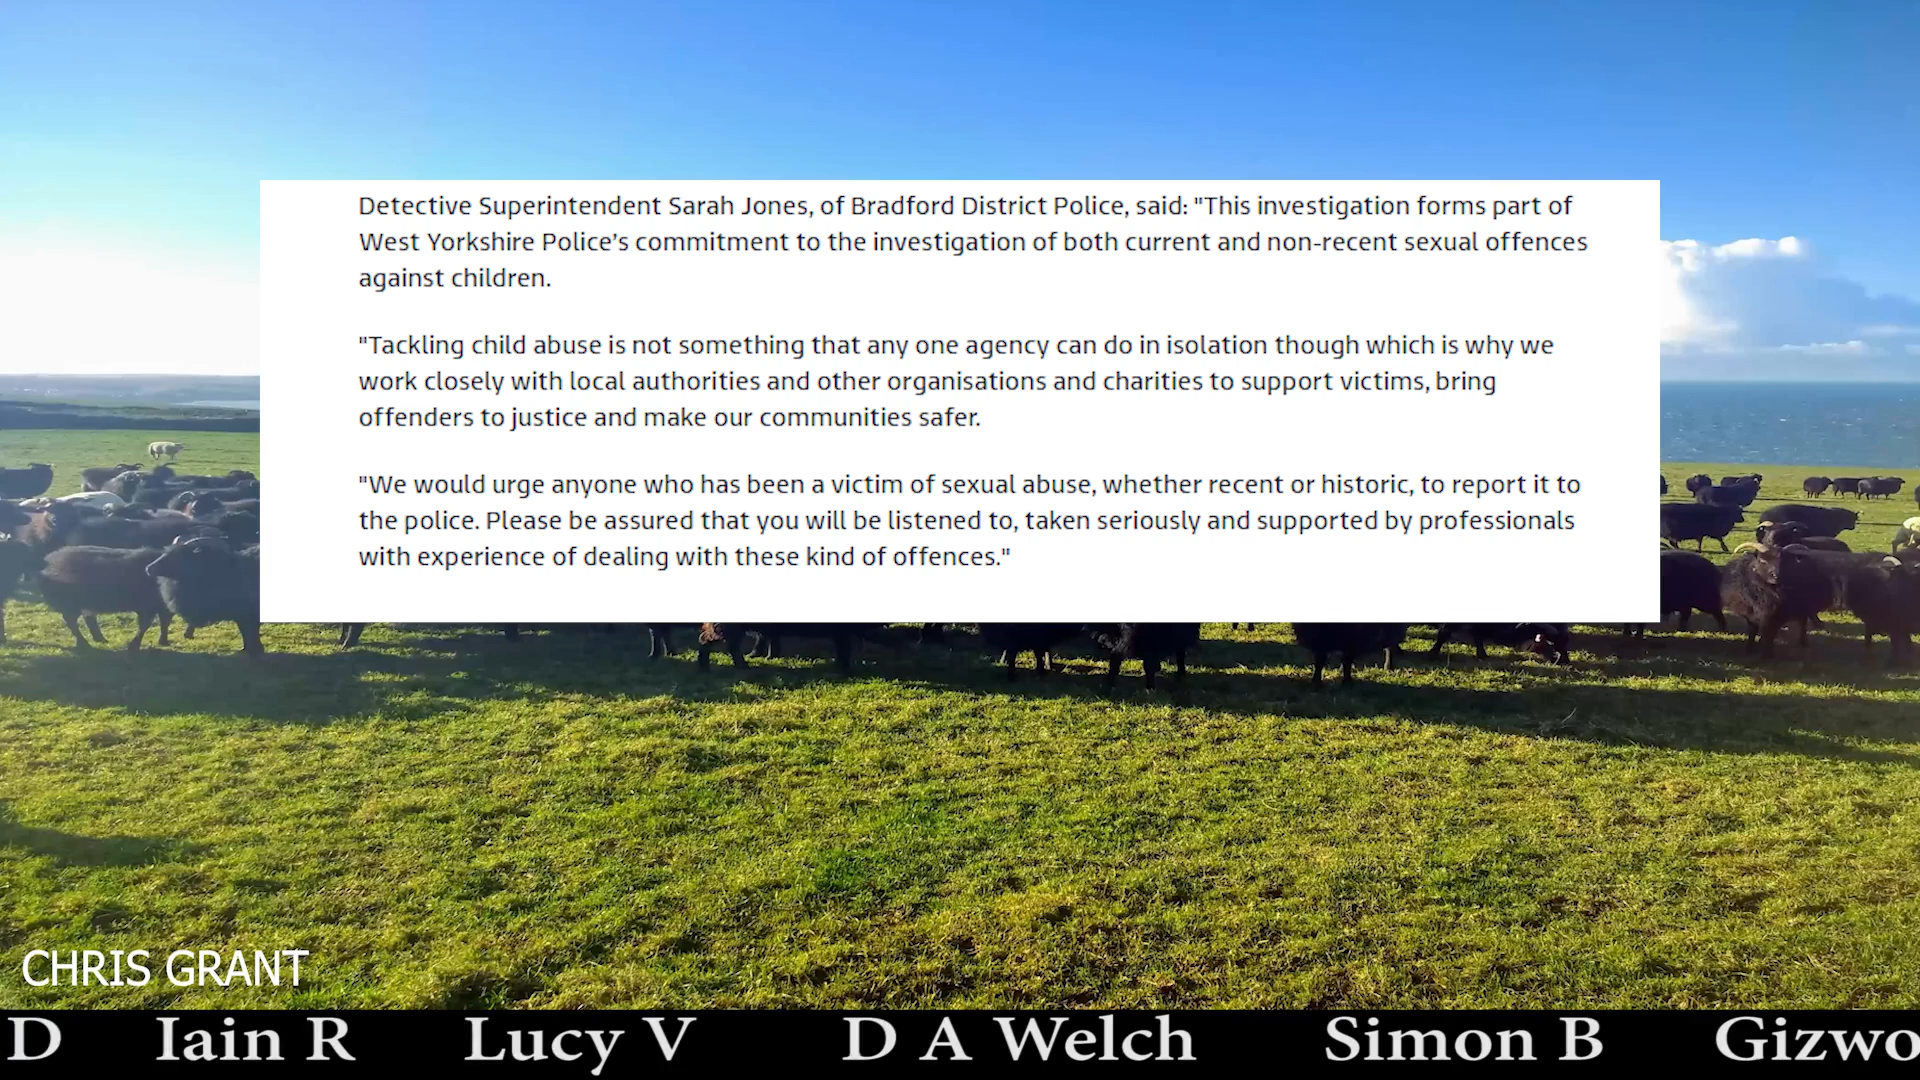 Detective Superintendent Sarah Jones, of Bradford District Police, said: "This investigation forms part of
West Yorkshire Police’s commitment to the investigation of both current and non-recent sexual offences
against children.
"Tackling child abuse is not something that any one agency can do in isolation though which is why we
work closely with local authorities and other organisations and charities to support victims, bring
offenders to justice and make our communities safer.
"We would urge anyone who has been a victim of sexual abuse, whether recent or historic, to report it to
the police. Please be assured that you will be listened to, taken seriously and supported by professionals
with experience of dealing with these kind of offences."
CHRIS GRANT
D Iain R Lucy V D A Welch Simon B Gizwo